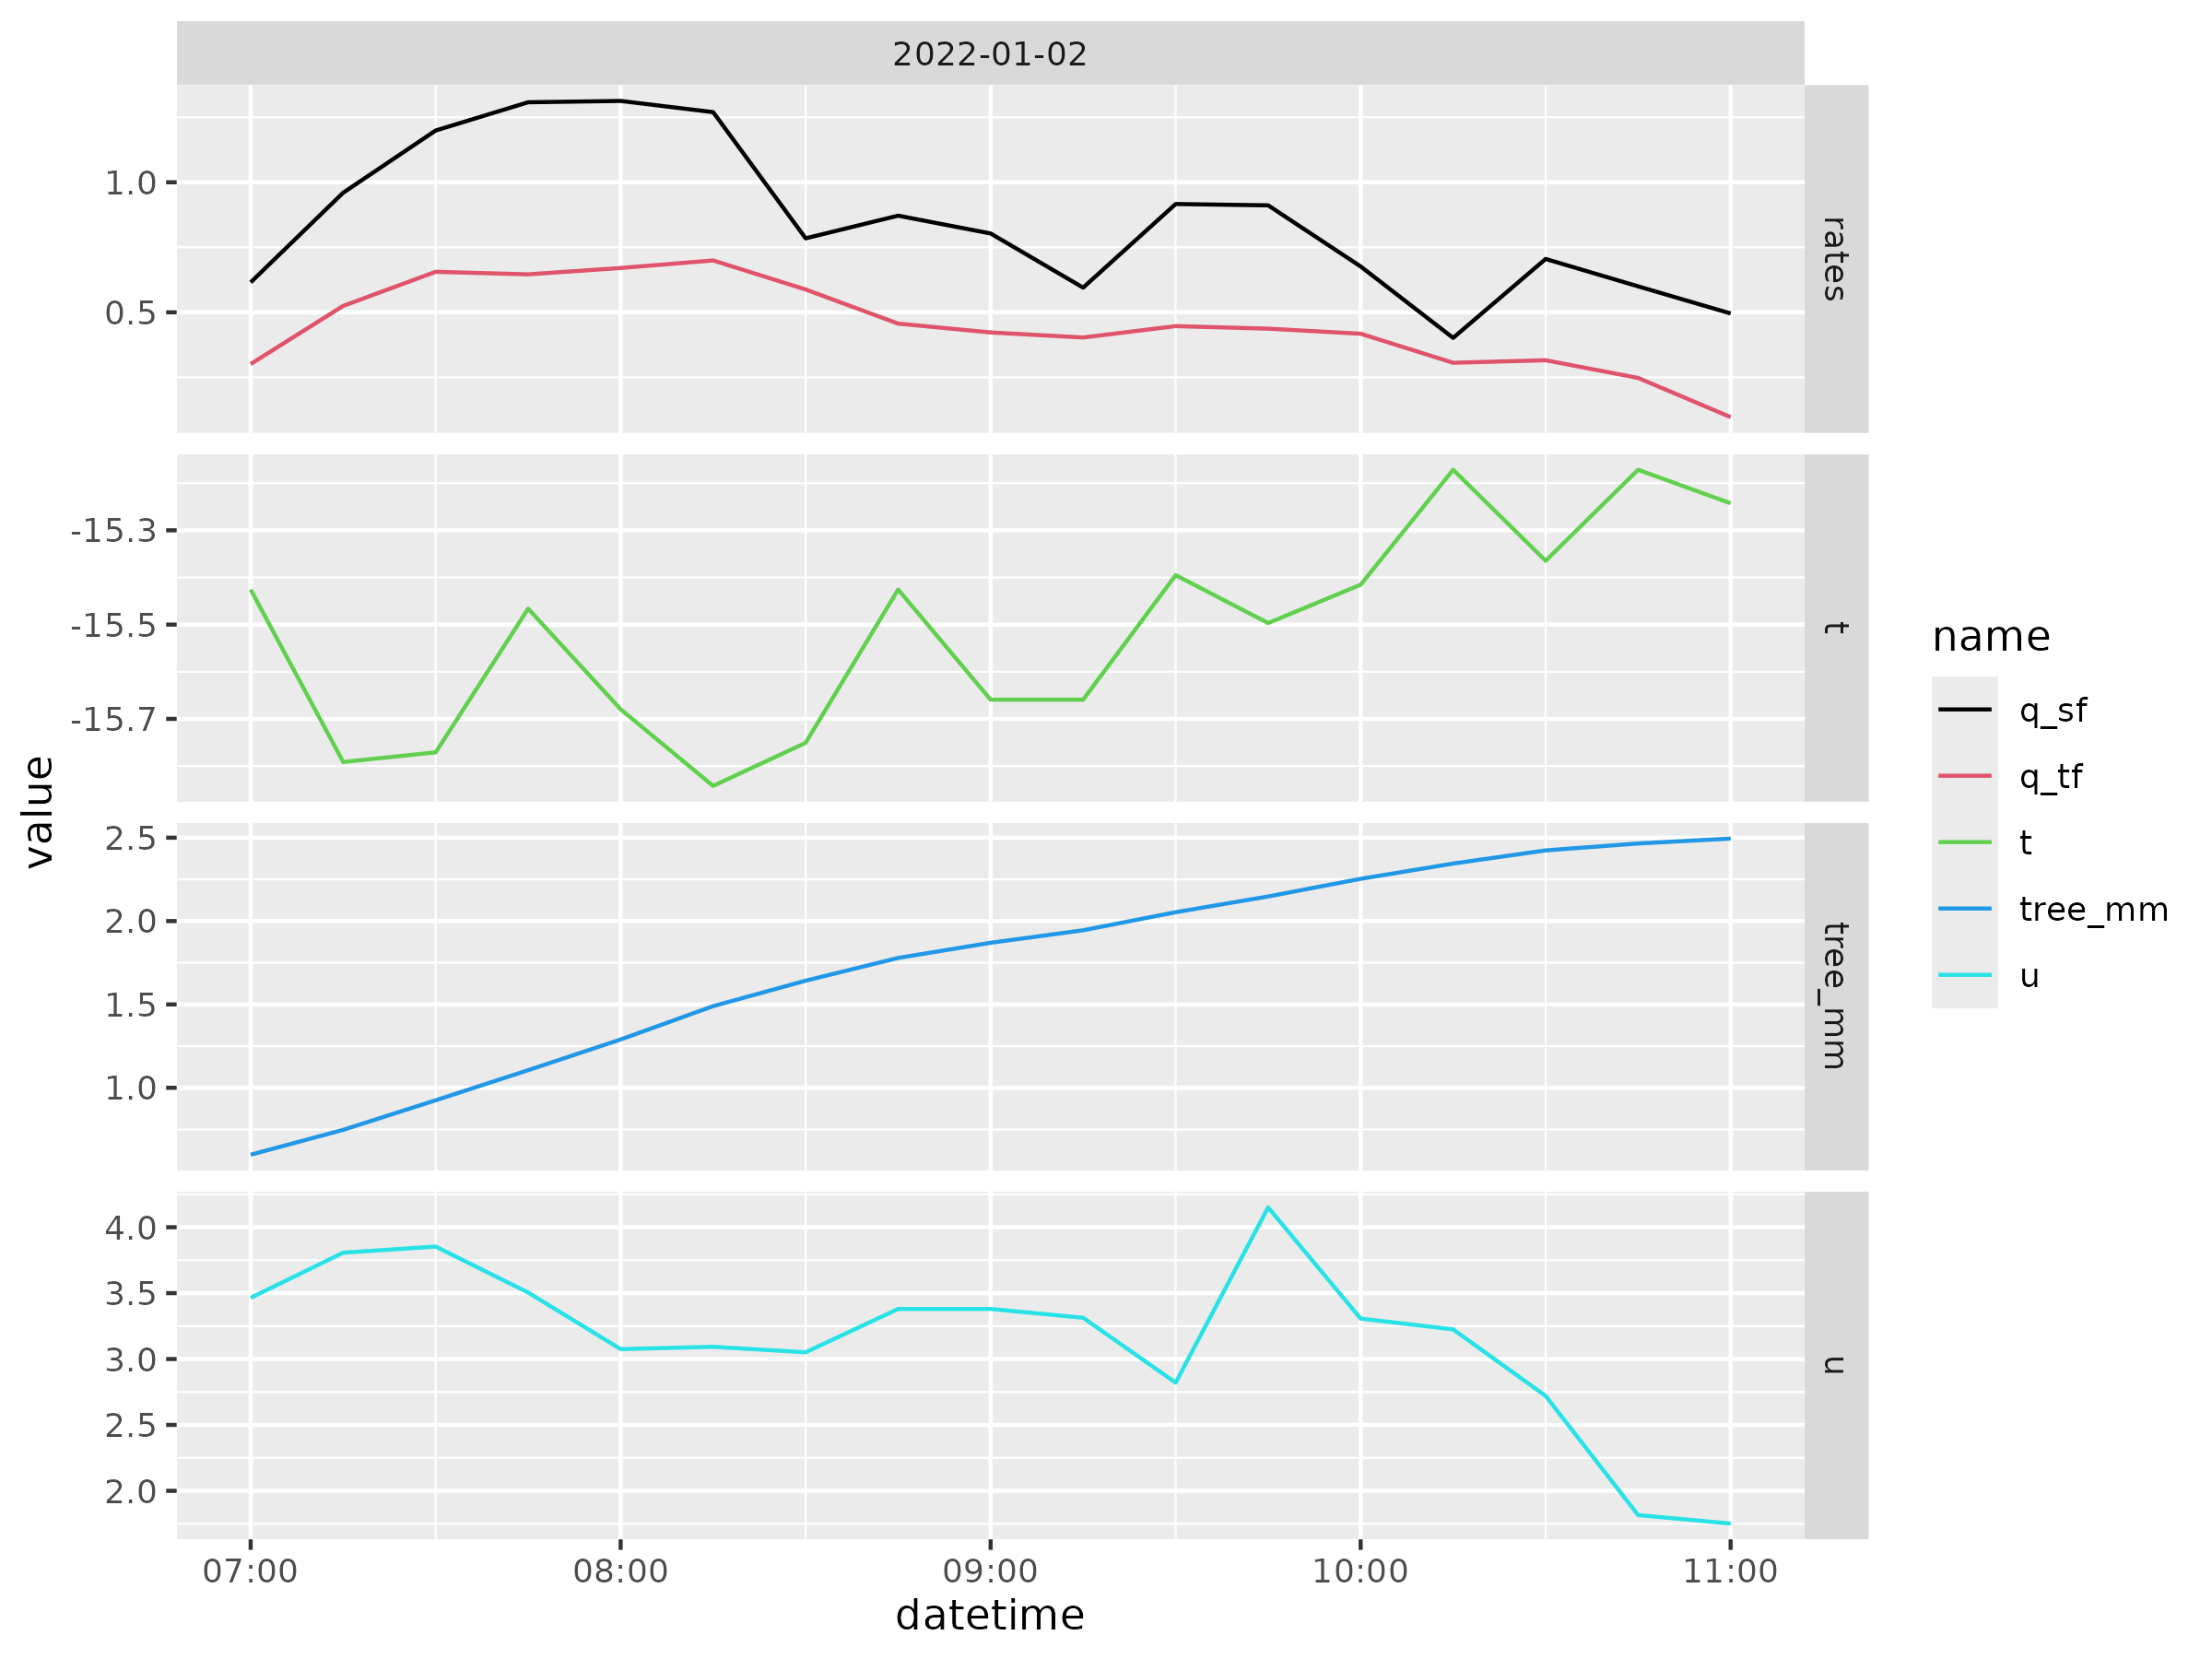 2022-01-02
1.0
0.5
rates
-15.3
-15.5
-15.7
t
2.5
2.0
1.5
1.0
tree_mm
4.0
3.5
3.0
2.5
2.0
u
07:00 08:00 09:00 10:00 11:00
datetime
value
name
q_sf
q_tf
t
tree_mm
u